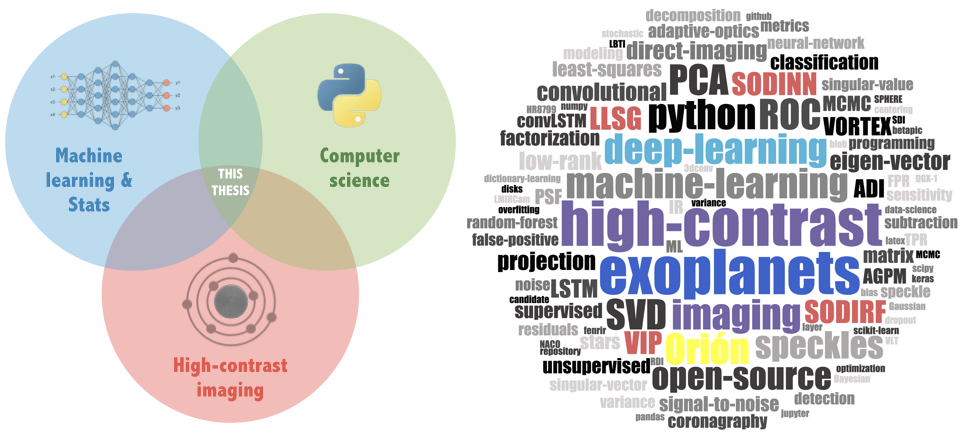 Machine
learning &
Stats
Computer
science
THIS
THESIS
High-contrast
imaging
decomposition github
stochastic adaptive-optics metrics
LBTI direct-imaging neural-network
modeling classification
least-squares PCA SODINN singular-value
convolutional MCMC SPHERE
HR8799 numpy LLSG python ROC centering
convLSTM VORTEX SDI
factorization betapic
deep-learning blob programming
low-rank 3dconv eigen-vector
dictionary-learning machine-learning ADI FPR DGX-1
disks LMIRCam PSF sensitivity
overfitting IR variance data-science
random-forest high-contrast subtraction
false-positive ML latex TPR
projection exoplanets matrix MCMC
scipy
noise LSTM AGPM keras
candidate bias speckle
supervised SVD imaging SODIRF Gaussian
residuals fenrir layer dropout
scikit-learn
NACO stars VIP Orión speckles VLT
repository
unsupervised RDI optimization
singular-vector open-source Bayesian
variance signal-to-noise detection
pandas coronagraphy jupyter